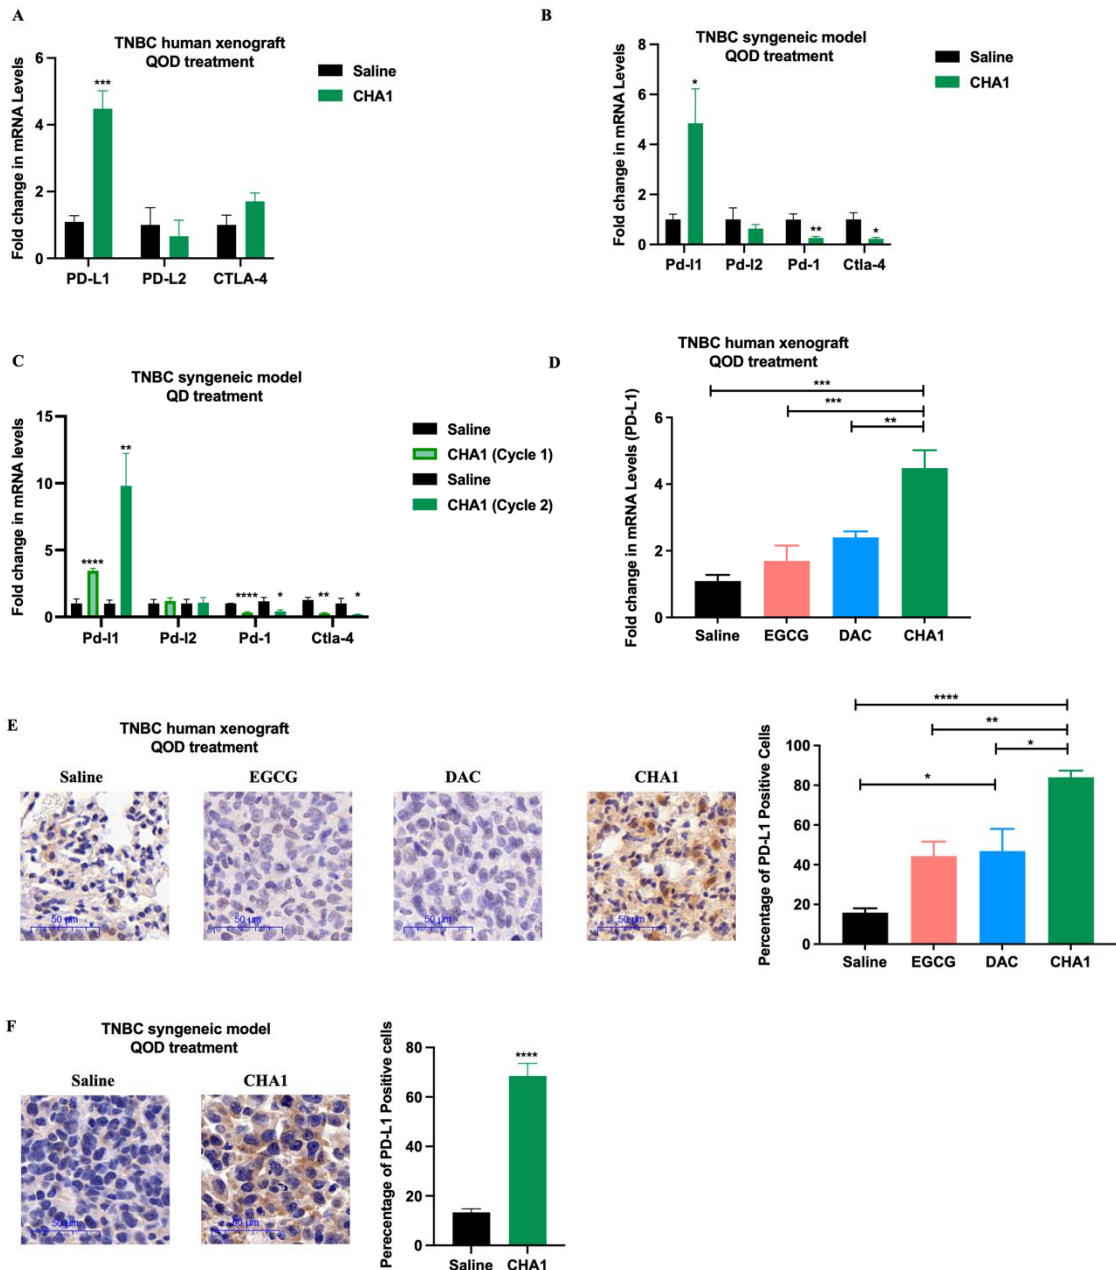 A
TNBC human xenograft
QOD treatment
Fold change in mRNA Levels
6
4
2
0
***
PD-L1
PD-L2
CTLA-4
Saline
CHA1
B
TNBC syngeneic model
QOD treatment
Fold change in mRNA Levels
8
6
4
2
0
*
**
*
Pd-l1
Pd-l2
Pd-1
Ctla-4
Saline
CHA1
C
TNBC syngeneic model
QD treatment
Fold change in mRNA levels
15
10
5
0
****
**
****
*
**
*
Pd-l1
Pd-l2
Pd-1
Ctla-4
Saline
CHA1 (Cycle 1)
Saline
CHA1 (Cycle 2)
D
TNBC human xenograft
QOD treatment
Fold change in mRNA Levels (PD-L1)
6
4
2
0
***
***
**
Saline
EGCG
DAC
CHA1
E
TNBC human xenograft
QOD treatment
Saline
EGCG
DAC
CHA1
50 µm
50 µm
50 µm
50 µm
Percentage of PD-L1 Positive Cells
100
80
60
40
20
0
****
**
*
*
Saline
EGCG
DAC
CHA1
F
TNBC syngeneic model
QOD treatment
Saline
CHA1
50 µm
50 µm
Perecentage of PD-L1 Positive cells
80
60
40
20
0
****
Saline
CHA1